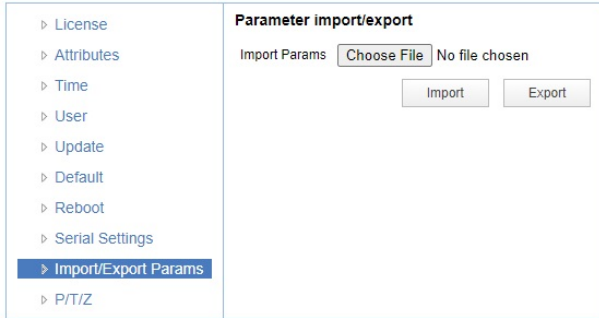 License
Attributes
Time
User
Update
Default
Reboot
Serial Settings
Import/Export Params
P/T/Z
Parameter import/export
Import Params Choose File No file chosen
Import Export